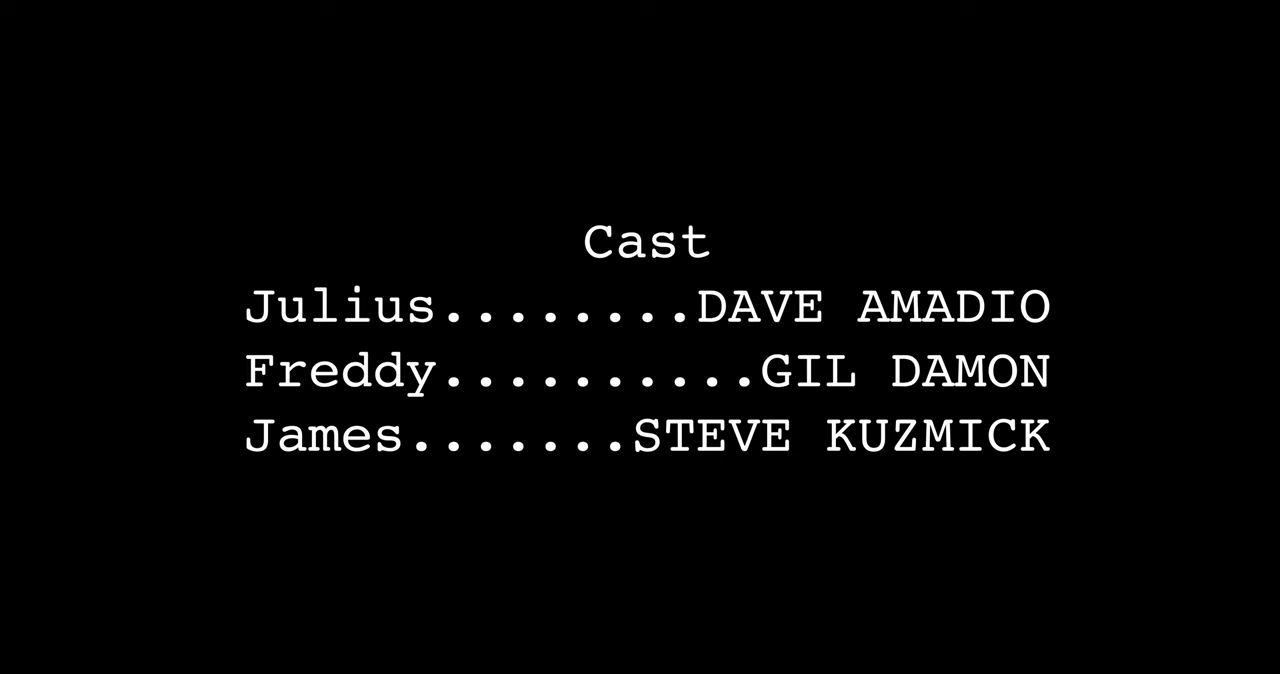 Cast
Julius........DAVE AMADIO
Freddy..........GIL DAMON
James.......STEVE KUZMICK